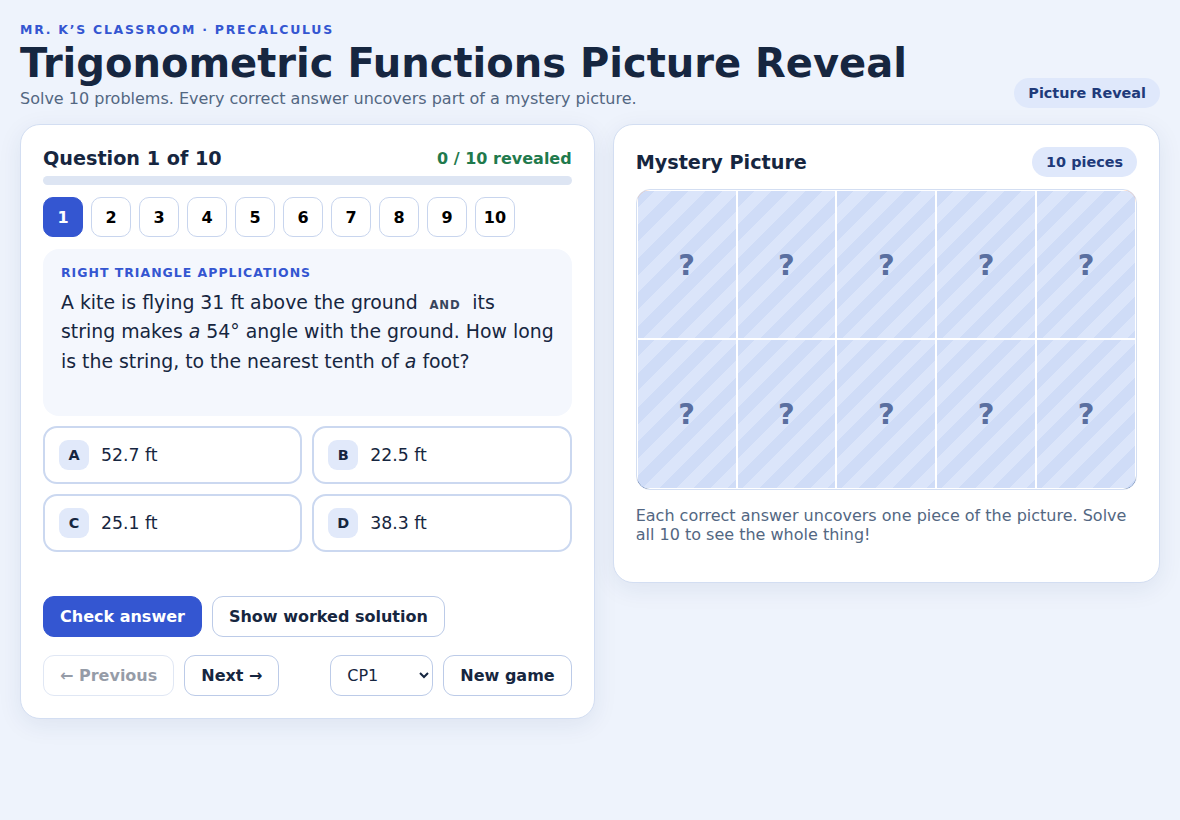 MR. K’S CLASSROOM · PRECALCULUS
Trigonometric Functions Picture Reveal
Solve 10 problems. Every correct answer uncovers part of a mystery picture.
Picture Reveal
Question 1 of 10
0 / 10 revealed
1 2 3 4 5 6 7 8 9 10
RIGHT TRIANGLE APPLICATIONS
A kite is flying 31 ft above the ground AND its
string makes a 54° angle with the ground. How long
is the string, to the nearest tenth of a foot?
A 52.7 ft
B 22.5 ft
C 25.1 ft
D 38.3 ft
Check answer
Show worked solution
← Previous
Next →
CP1
New game
Mystery Picture
10 pieces
? ? ? ? ?
? ? ? ? ?
Each correct answer uncovers one piece of the picture. Solve
all 10 to see the whole thing!